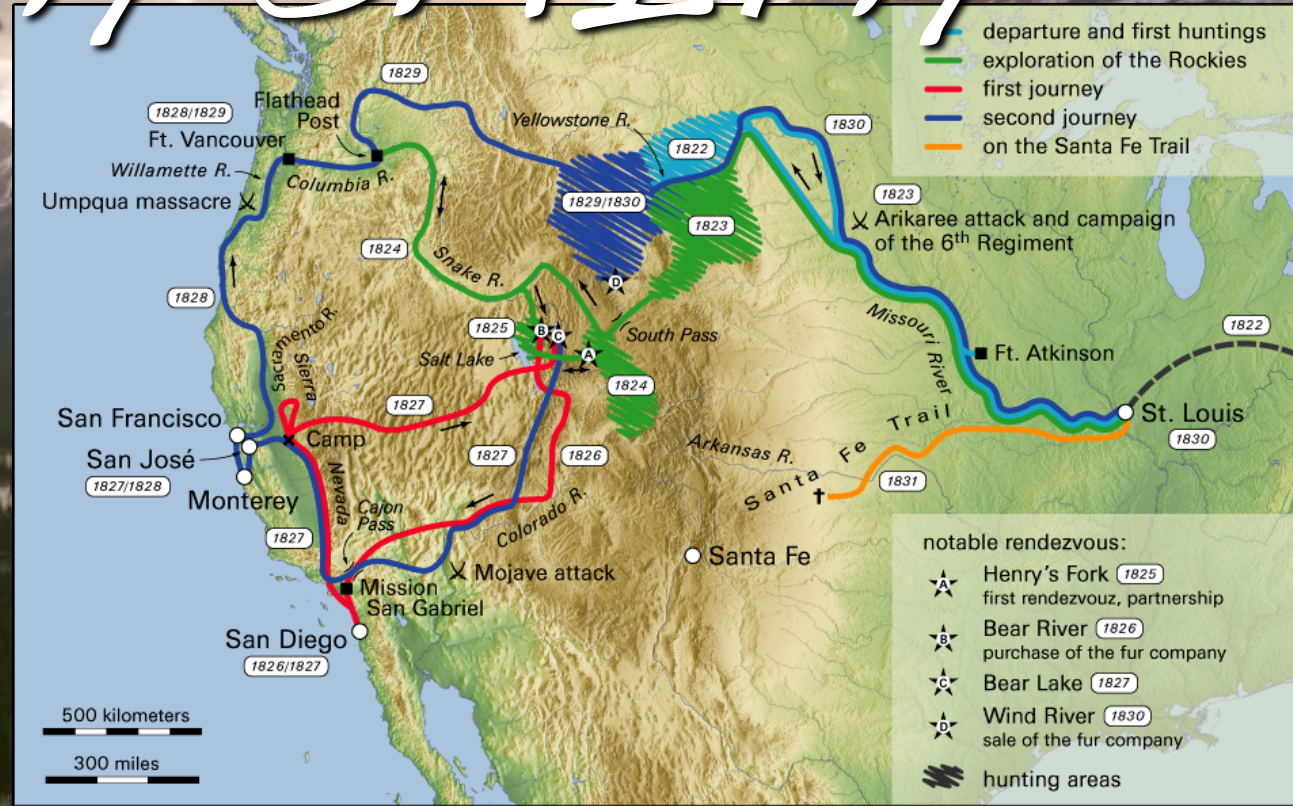 departure and first huntings
exploration of the Rockies
first journey
second journey
on the Santa Fe Trail
1829
1828/1829
Flathead
Post
Ft. Vancouver
Willamette R.
Columbia R.
Umpqua massacre
Yellowstone R.
1822
1830
1829/1830
1823
1823
Arikaree attack and campaign
of the 6th Regiment
1824
Snake R.
D
1828
Sacramento R.
Sierra
1825
B
C
A
South Pass
Salt Lake
1824
Missouri River
1822
Ft. Atkinson
1827
San Francisco
Camp
San José
1827/1828
Monterey
Nevada
1827
1826
Arkansas R.
Santa Fe Trail
St. Louis
1830
1831
Cajon
Pass
Colorado R.
1827
Santa Fe
Mojave attack
Mission
San Gabriel
San Diego
1826/1827
notable rendezvous:
A
Henry's Fork 1825
first rendezvouz, partnership
B
Bear River 1826
purchase of the fur company
C
Bear Lake 1827
D
Wind River 1830
sale of the fur company
hunting areas
500 kilometers
300 miles